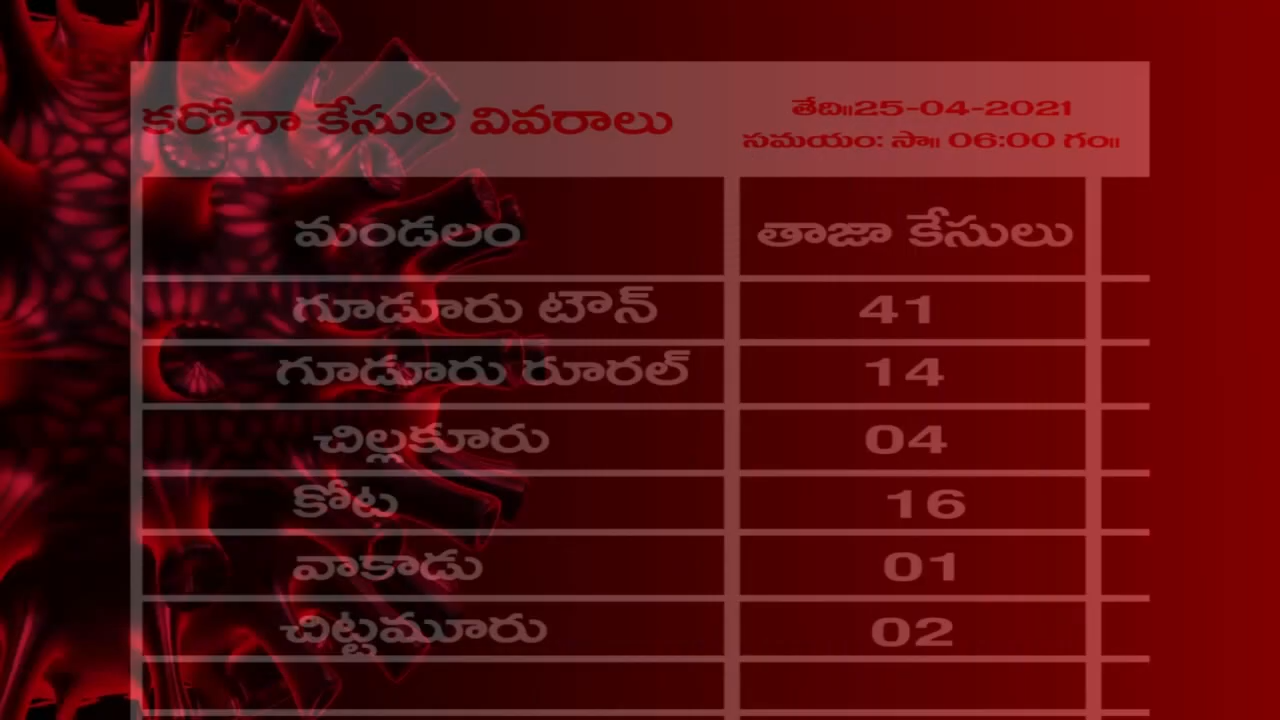 కరోనా కేసుల వివరాలు
తేది॥25-04-2021
సమయం: సా॥ 06:00 గం॥
మండలం తాజా కేసులు
గూడూరు టౌన్ 41
గూడూరు రూరల్ 14
చిల్లకూరు 04
కోట 16
వాకాడు 01
చిట్టమూరు 02